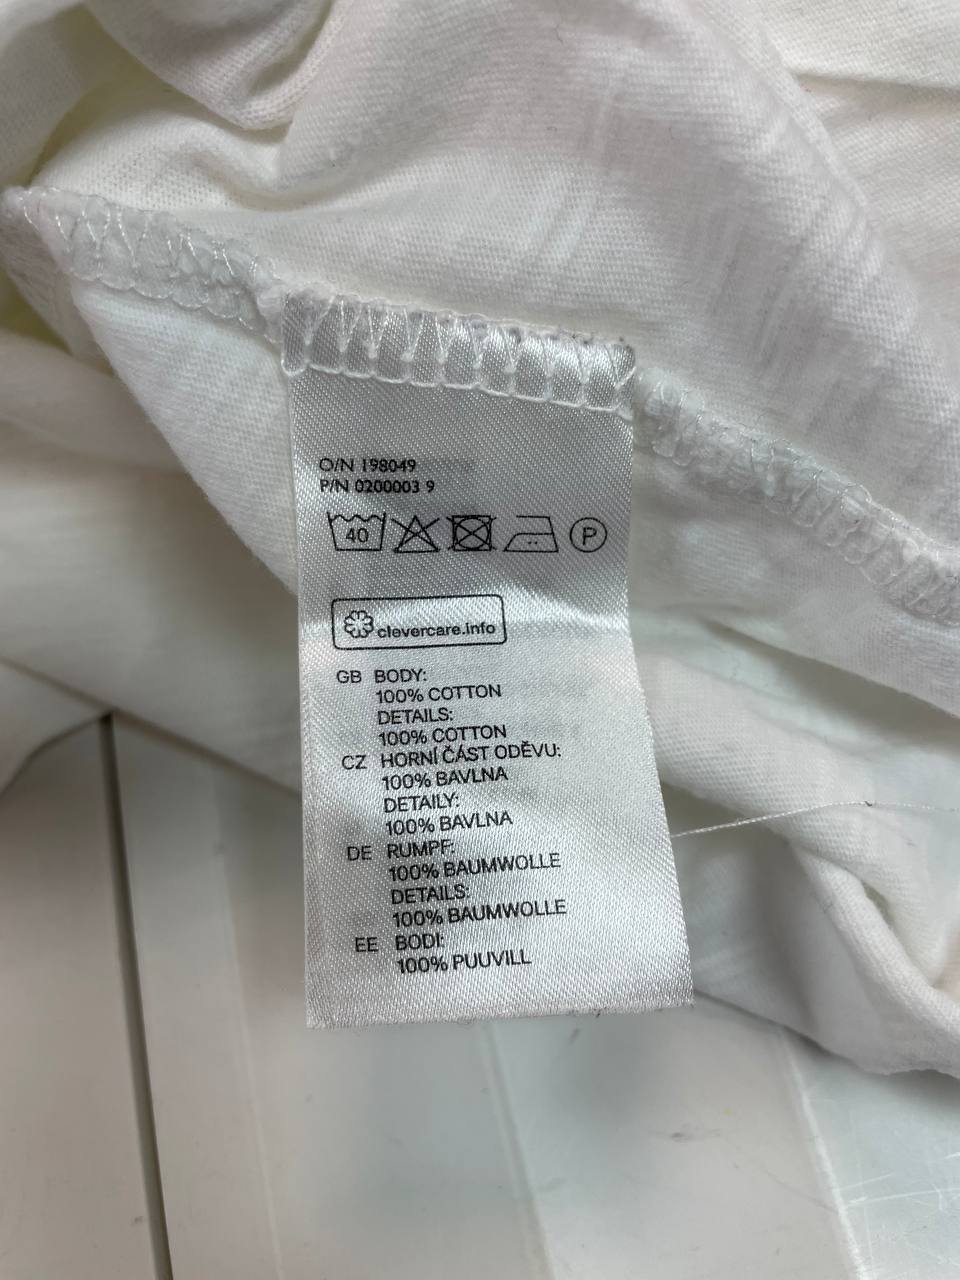 O/N 198049
P/N 0200003 9
40 P
clevercare.info
GB BODY:
100% COTTON
DETAILS:
100% COTTON
CZ HORNÍ ČÁST ODĚVU:
100% BAVLNA
DETAILY:
100% BAVLNA
DE RUMPF:
100% BAUMWOLLE
DETAILS:
100% BAUMWOLLE
EE BODI:
100% PUUVILL